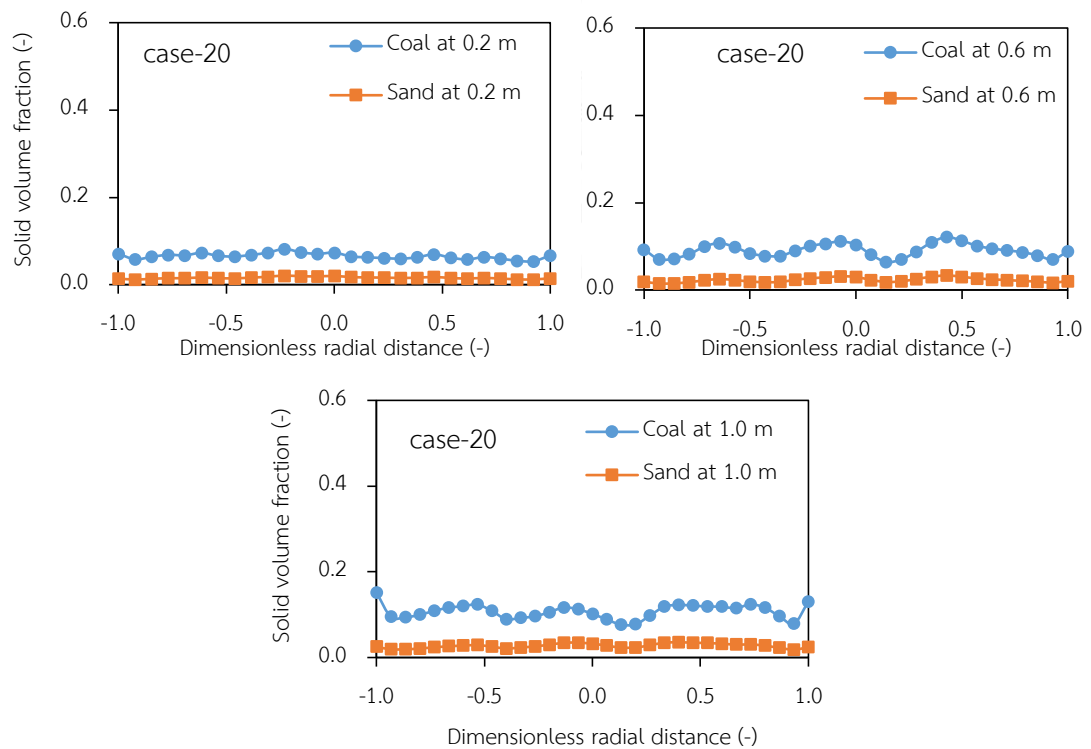 0.6
case-20
Coal at 0.2 m
Sand at 0.2 m
0.4
0.2
0.0
Solid volume fraction (-)
-1.0 -0.5 0.0 0.5 1.0
Dimensionless radial distance (-)
0.6
case-20
Coal at 0.6 m
Sand at 0.6 m
0.4
0.2
0.0
-1.0 -0.5 0.0 0.5 1.0
Dimensionless radial distance (-)
0.6
case-20
Coal at 1.0 m
Sand at 1.0 m
0.4
0.2
0.0
Solid volume fraction (-)
-1.0 -0.5 0.0 0.5 1.0
Dimensionless radial distance (-)